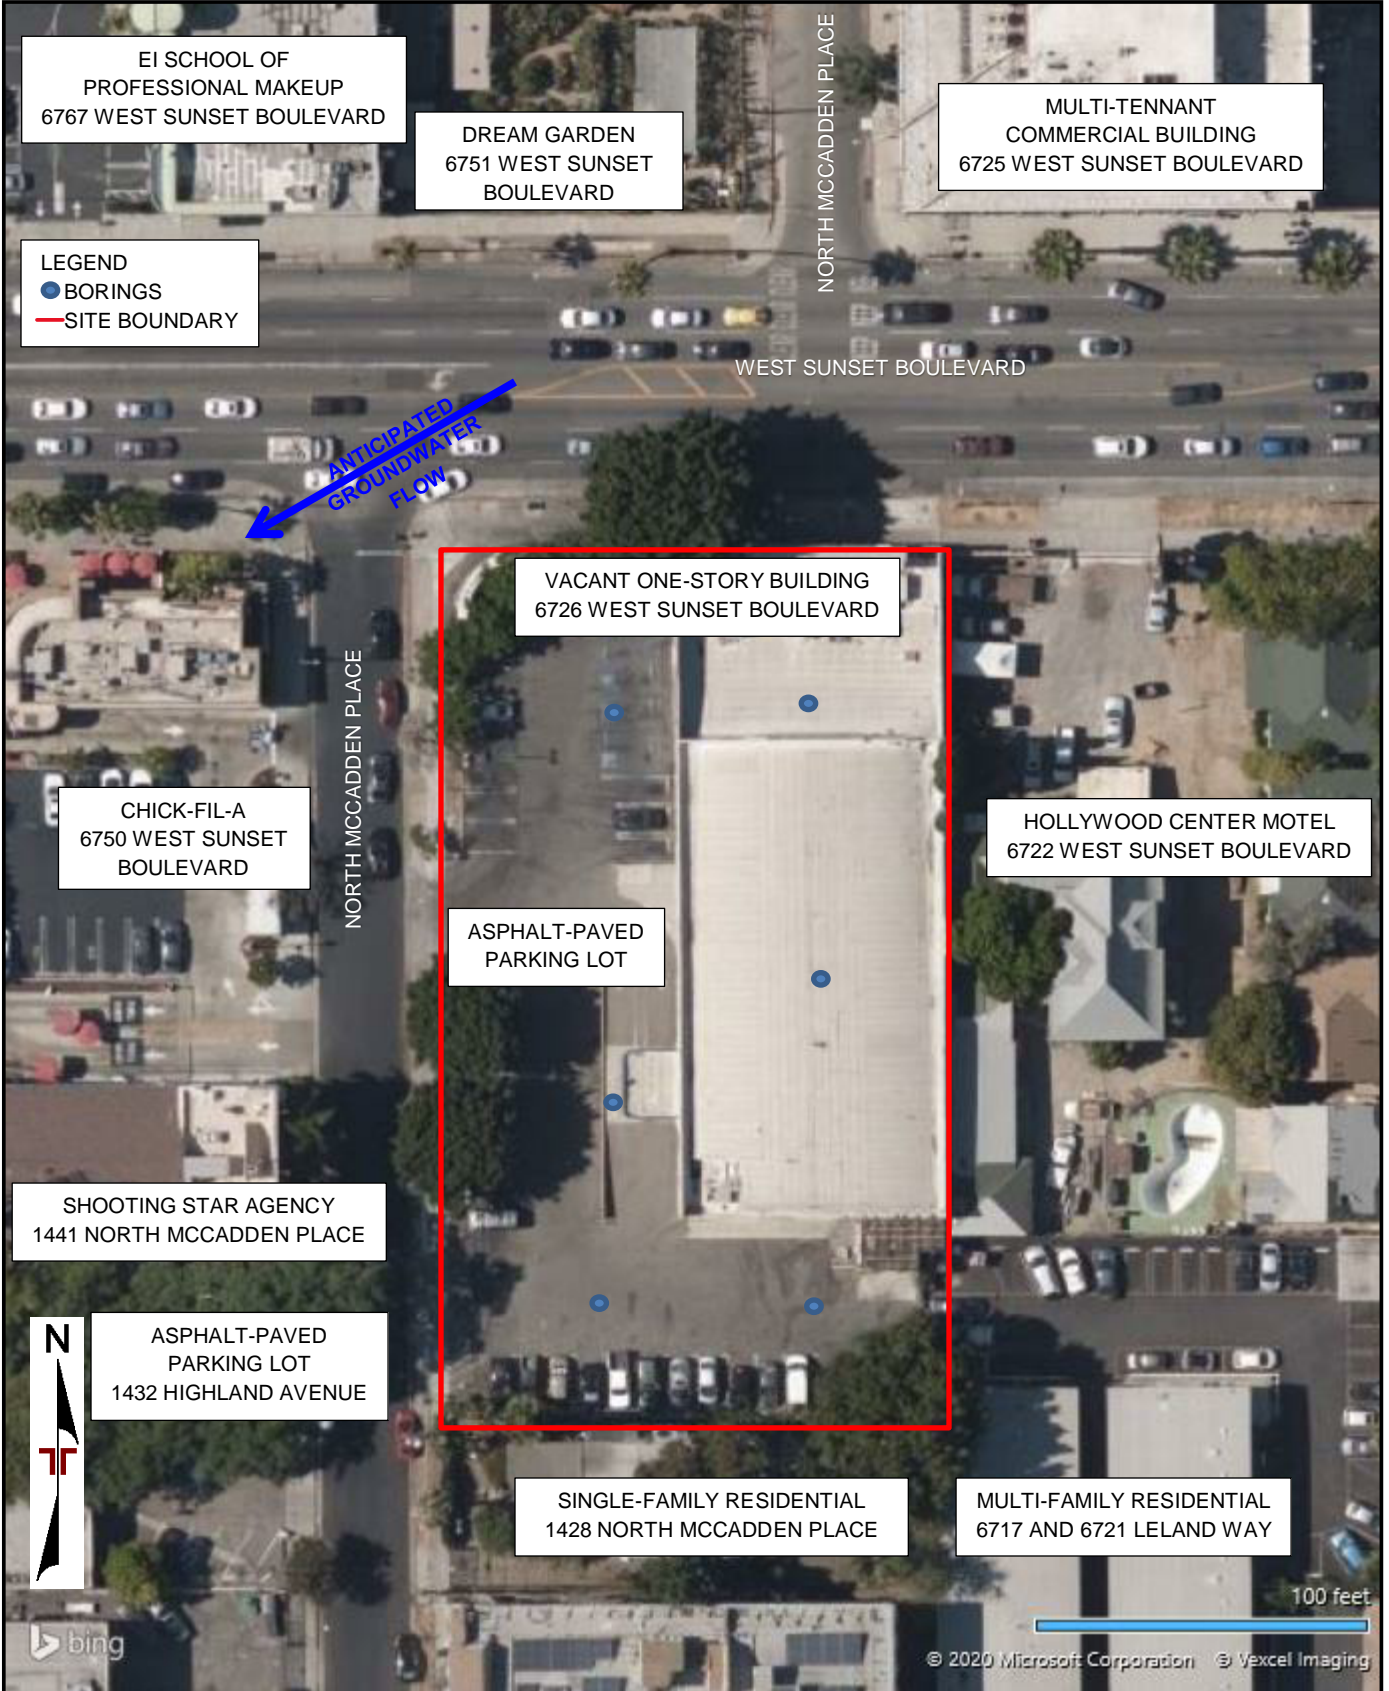 EI SCHOOL OF
PROFESSIONAL MAKEUP
6767 WEST SUNSET BOULEVARD
DREAM GARDEN
6751 WEST SUNSET
BOULEVARD
NORTH MCCADDEN PLACE
MULTI-TENNANT
COMMERCIAL BUILDING
6725 WEST SUNSET BOULEVARD
LEGEND
BORINGS
SITE BOUNDARY
WEST SUNSET BOULEVARD
ANTICIPATED
GROUNDWATER
FLOW
VACANT ONE-STORY BUILDING
6726 WEST SUNSET BOULEVARD
NORTH MCCADDEN PLACE
CHICK-FIL-A
6750 WEST SUNSET
BOULEVARD
HOLLYWOOD CENTER MOTEL
6722 WEST SUNSET BOULEVARD
ASPHALT-PAVED
PARKING LOT
SHOOTING STAR AGENCY
1441 NORTH MCCADDEN PLACE
N
ASPHALT-PAVED
PARKING LOT
1432 HIGHLAND AVENUE
SINGLE-FAMILY RESIDENTIAL
1428 NORTH MCCADDEN PLACE
MULTI-FAMILY RESIDENTIAL
6717 AND 6721 LELAND WAY
100 feet
bing
© 2020 Microsoft Corporation © Vexcel Imaging